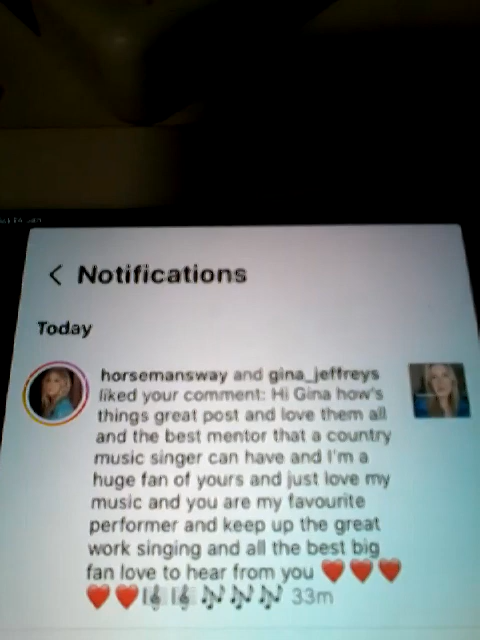 Notifications
Today
horsemansway and gina_jeffreys
liked your comment: Hi Gina how's
things great post and love them all
and the best mentor that a country
music singer can have and I'm a
huge fan of yours and just love my
music and you are my favourite
performer and keep up the great
work singing and all the best big
fan love to hear from you ❤️❤️❤️
❤️❤️🎼🎼🎶🎶🎶 33m